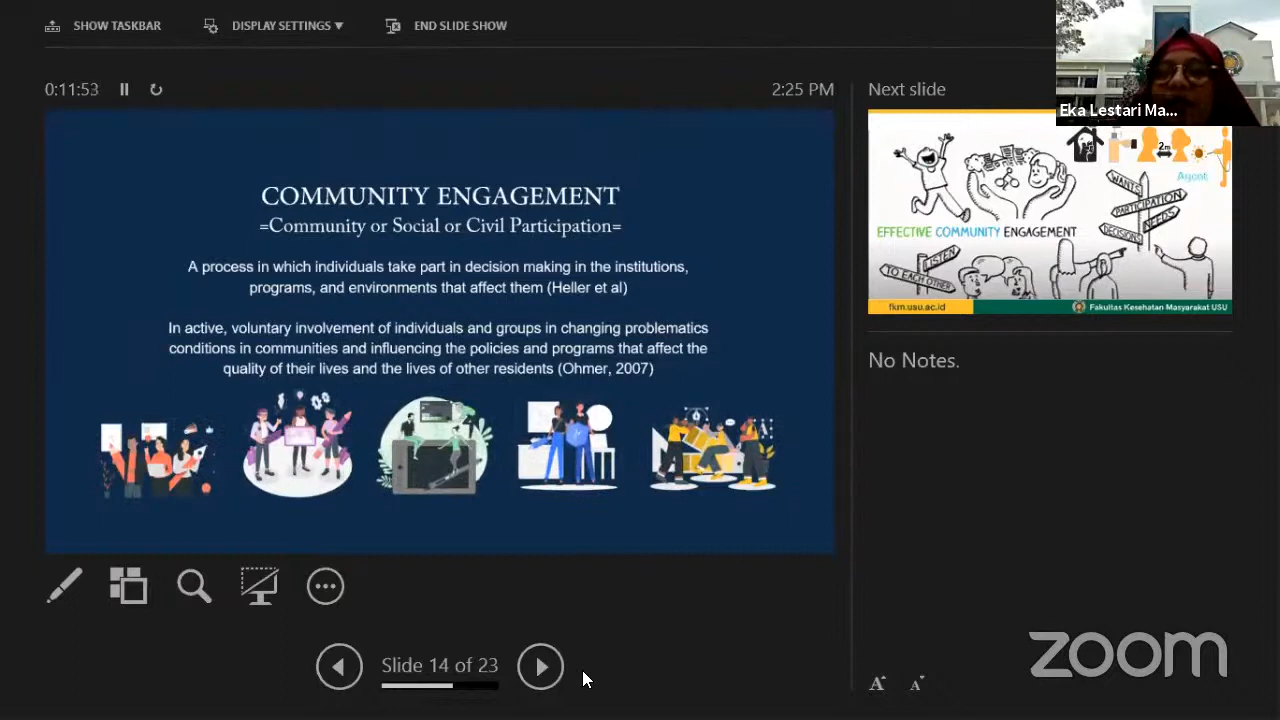 SHOW TASKBAR
DISPLAY SETTINGS ▼
END SLIDE SHOW
Eka Lestari Ma...
0:11:53
2:25 PM
COMMUNITY ENGAGEMENT
=Community or Social or Civil Participation=
A process in which individuals take part in decision making in the institutions,
programs, and environments that affect them (Heller et al)
In active, voluntary involvement of individuals and groups in changing problematics
conditions in communities and influencing the policies and programs that affect the
quality of their lives and the lives of other residents (Ohmer, 2007)
Next slide
2m
WANTS
PARTICIPATION
NEEDS
DECISIONS
EFFECTIVE COMMUNITY ENGAGEMENT
LISTEN
TO EACH OTHER
fkm.usu.ac.id
Fakultas Kesehatan Masyarakat USU
No Notes.
Slide 14 of 23
A A
zoom